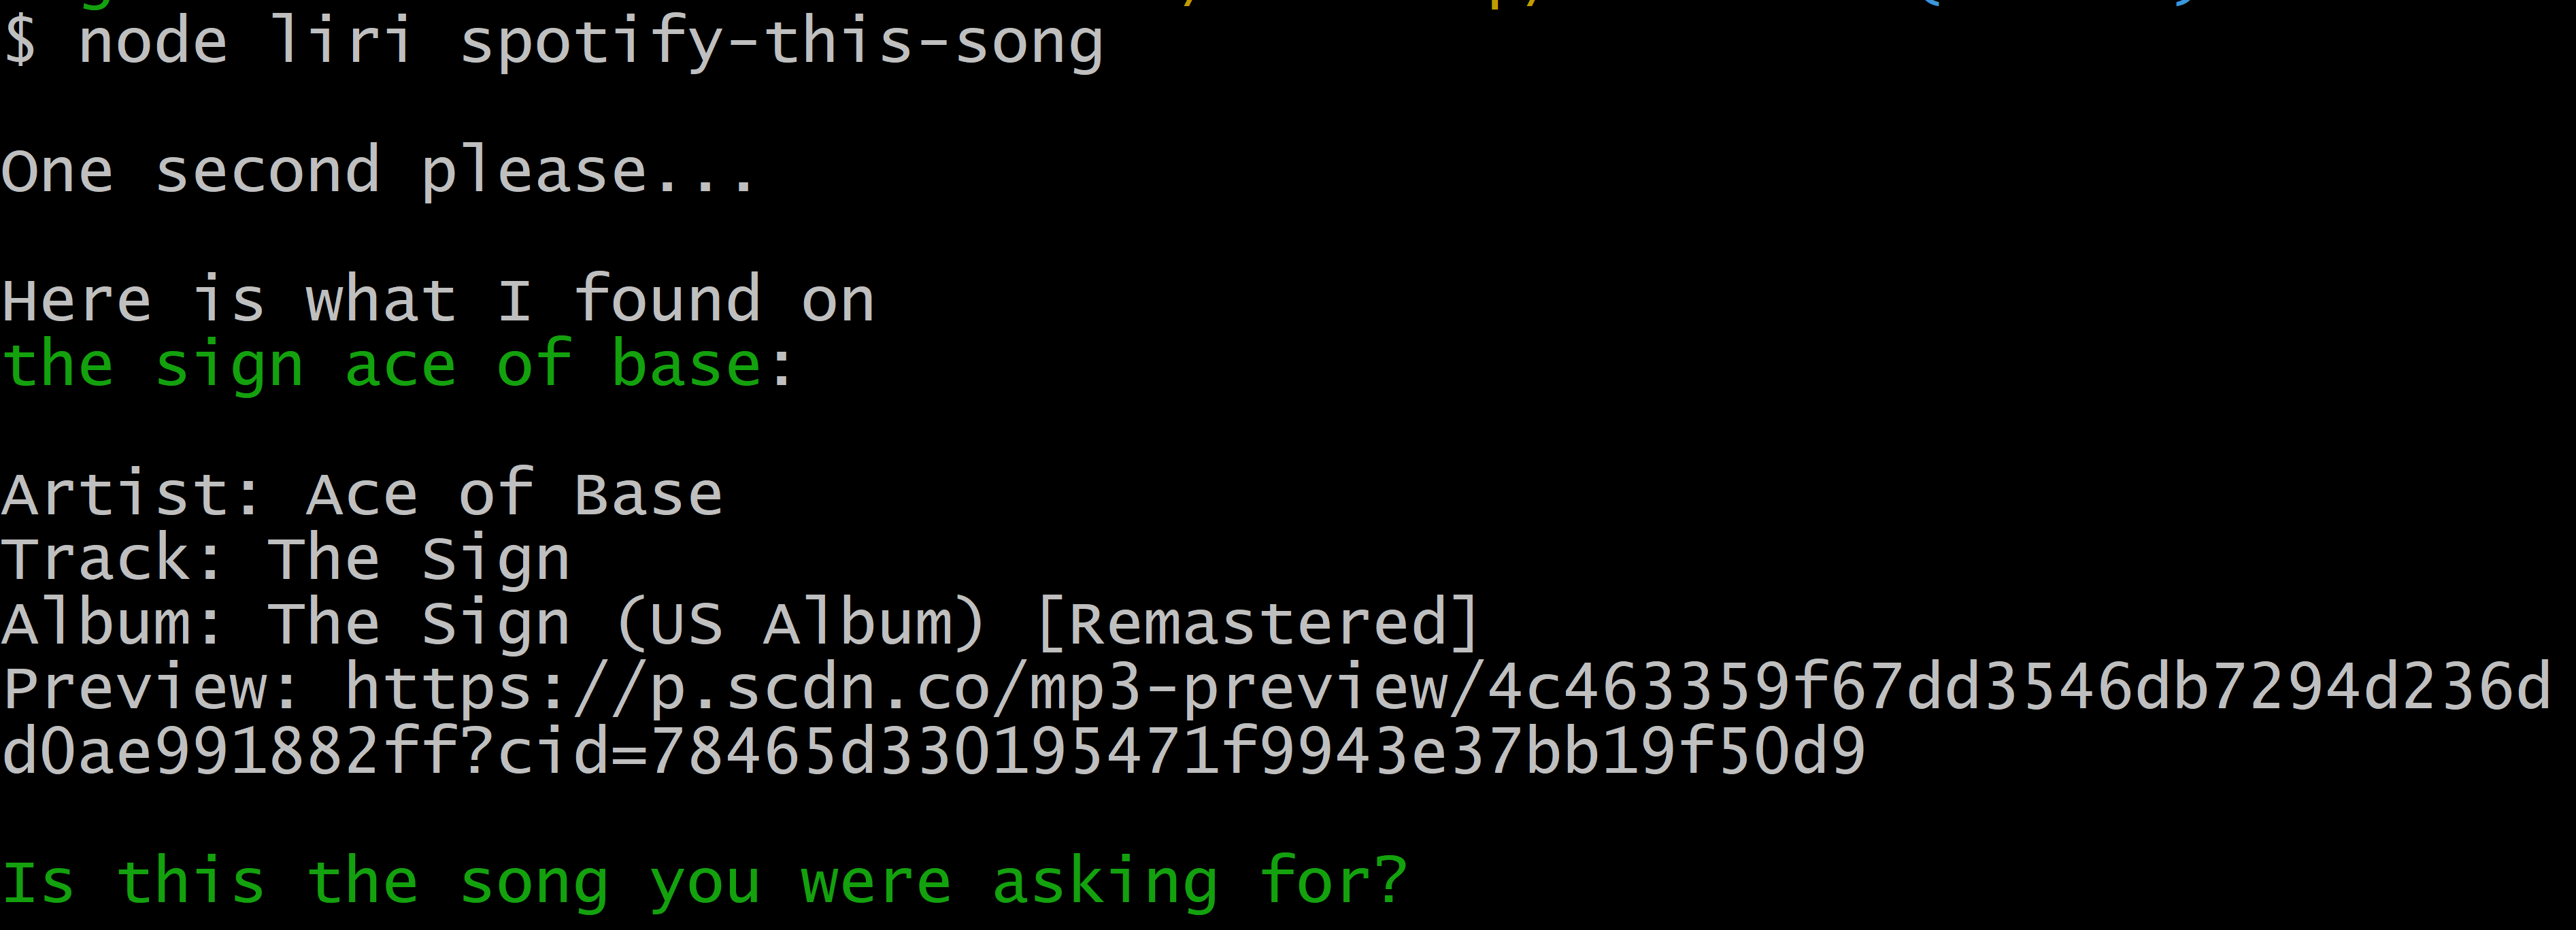 $ node liri spotify-this-song
One second please...
Here is what I found on
the sign ace of base:
Artist: Ace of Base
Track: The Sign
Album: The Sign (US Album) [Remastered]
Preview: https://p.scdn.co/mp3-preview/4c463359f67dd3546db7294d236d
d0ae991882ff?cid=78465d330195471f9943e37bb19f50d9
Is this the song you were asking for?